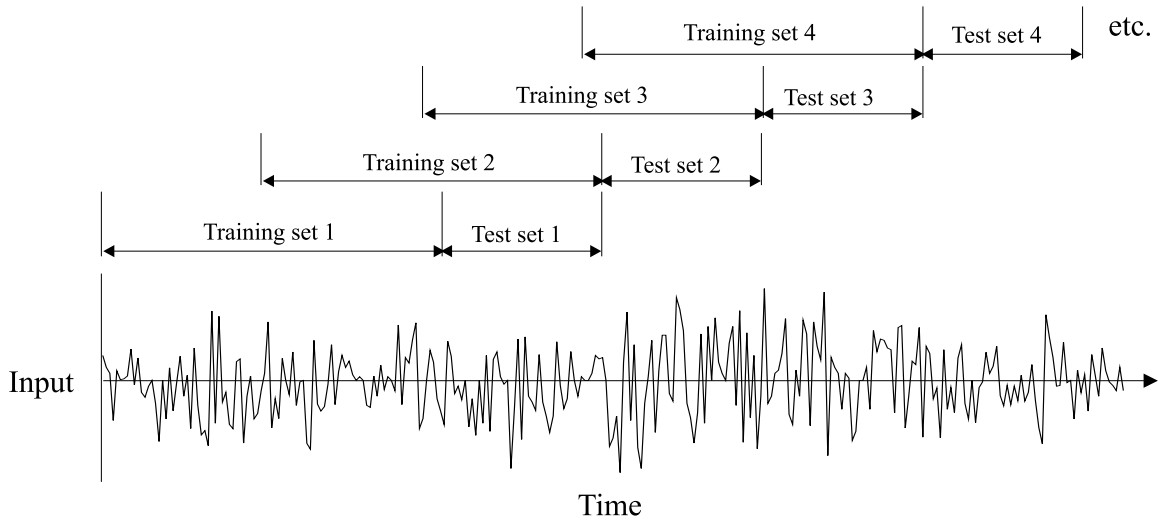 Training set 4
Test set 4
etc.
Training set 3
Test set 3
Training set 2
Test set 2
Training set 1
Test set 1
Input
Time